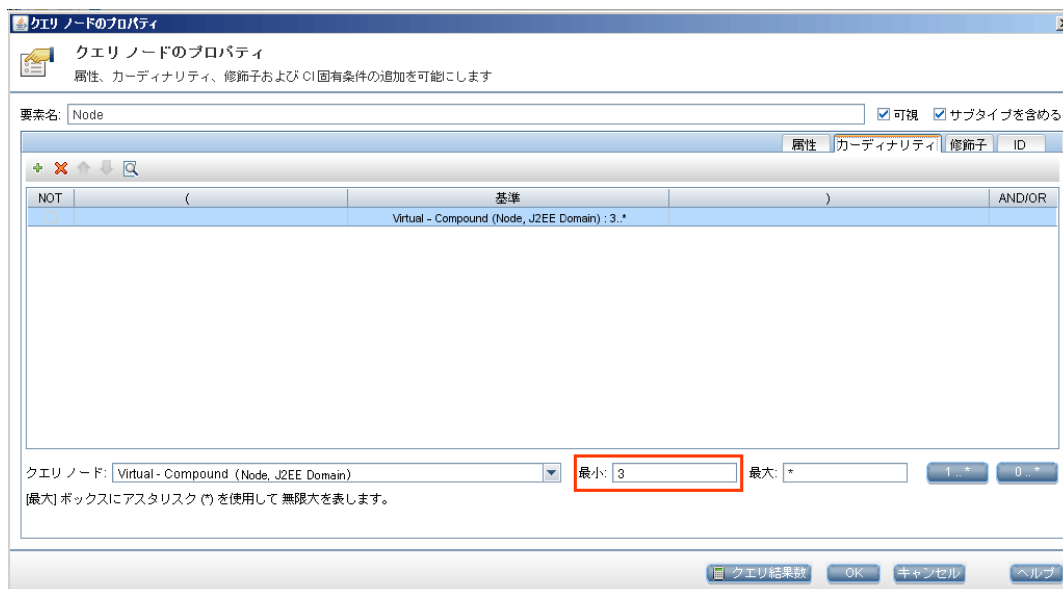 クエリ ノードのプロパティ
クエリ ノードのプロパティ
属性、カーディナリティ、修飾子および CI 固有条件の追加を可能にします
要素名: Node 可視 サブタイプを含める
属性 カーディナリティ 修飾子 ID
NOT ( 基準 ) AND/OR
Virtual - Compound (Node, J2EE Domain) : 3..*
クエリ ノード: Virtual - Compound (Node, J2EE Domain) 最小: 3 最大: * 1..* 0..*
[最大] ボックスにアスタリスク (*) を使用して 無限大を表します。
クエリ結果数 OK キャンセル ヘルプ